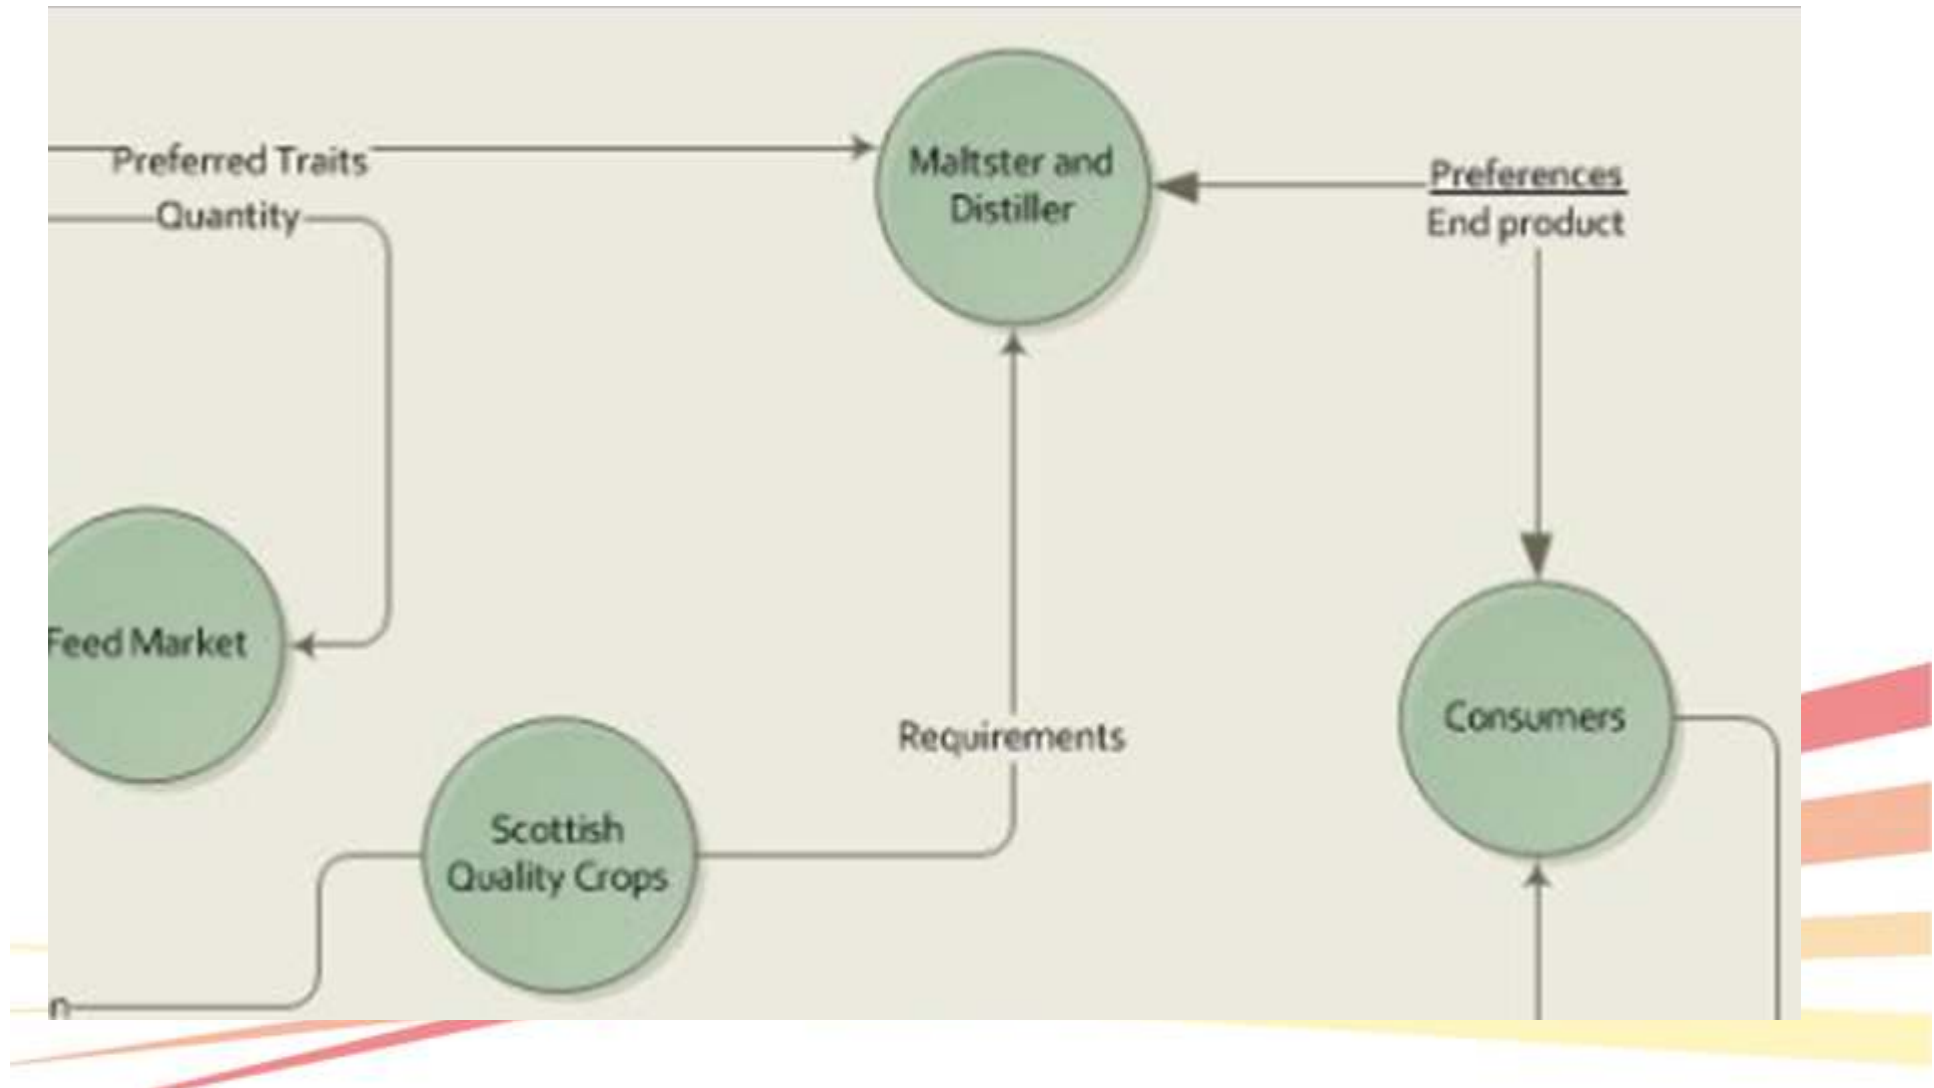 Preferred Traits
Quantity
Maltster and
Distiller
Preferences
End product
Feed Market
Requirements
Consumers
Scottish
Quality Crops
n